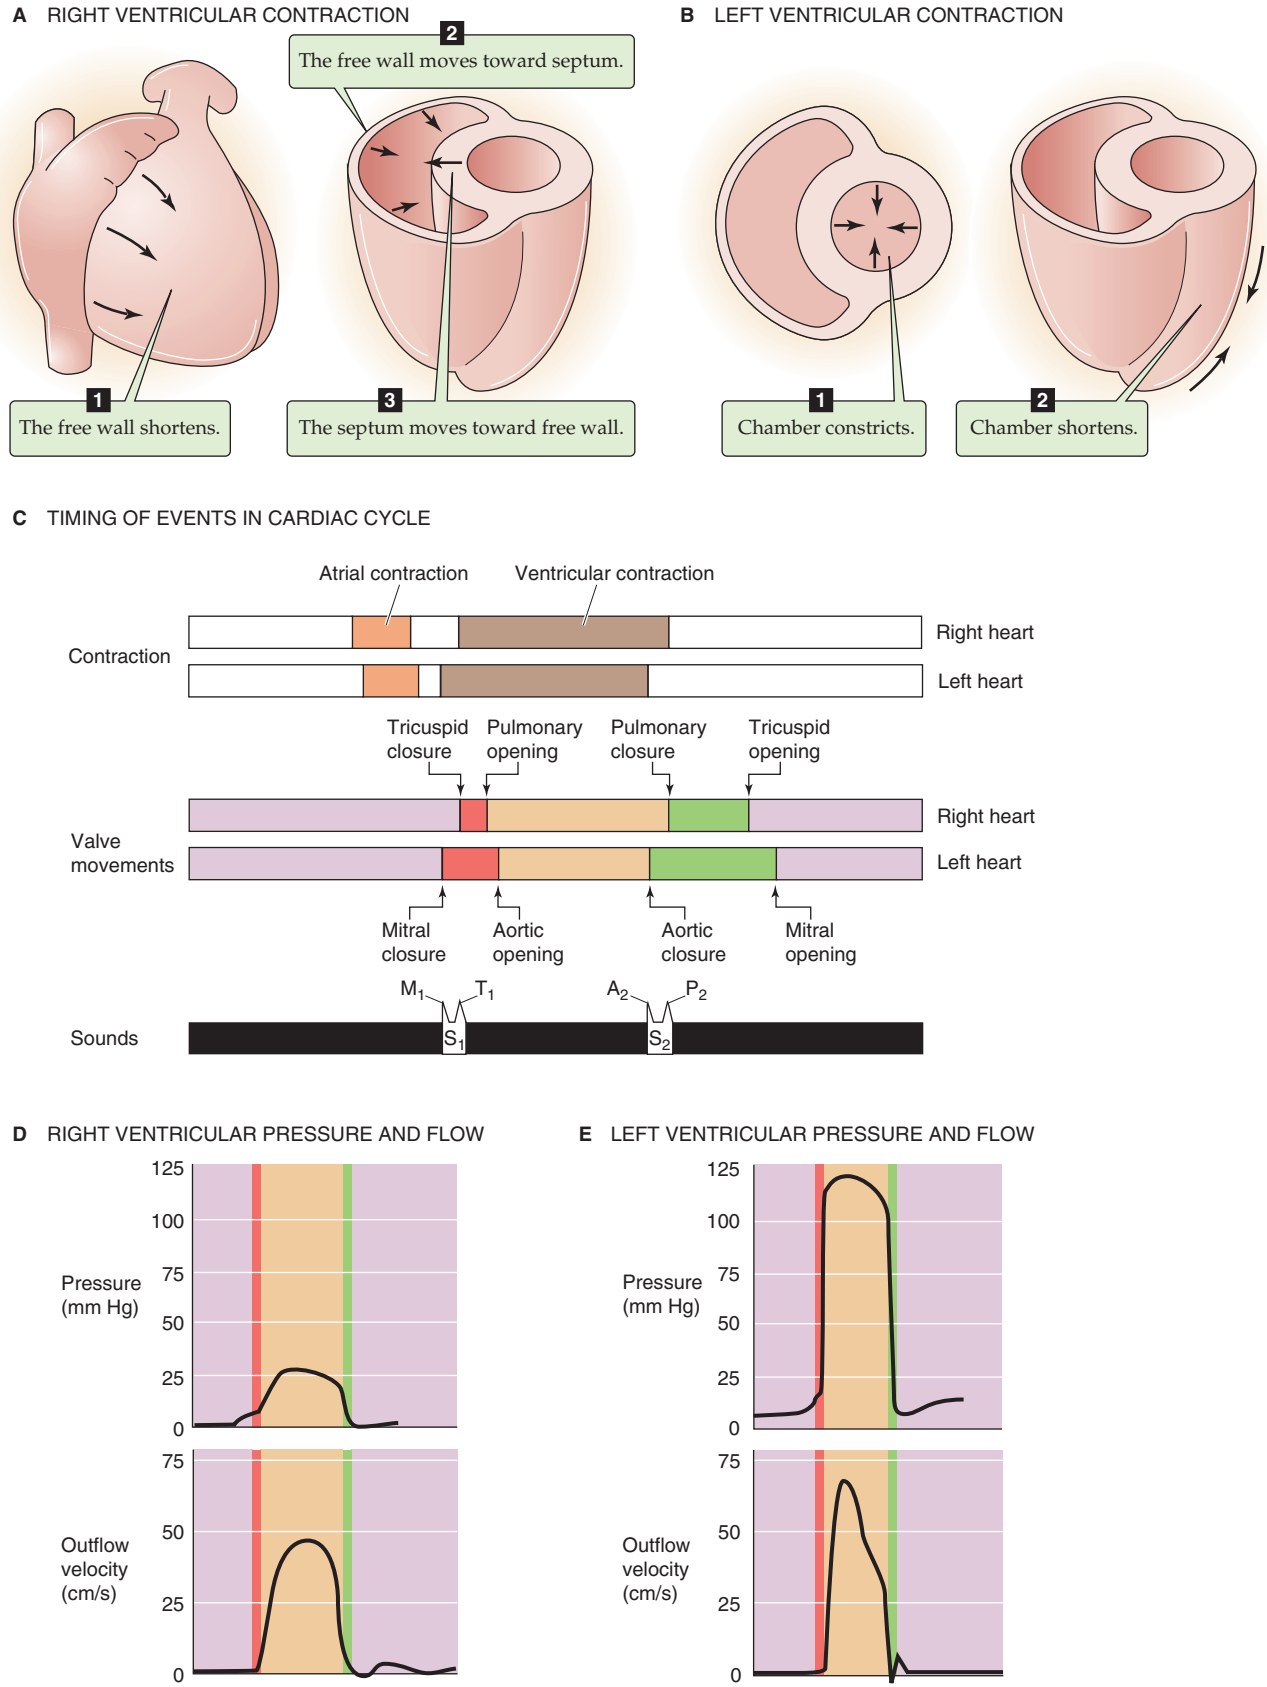 A RIGHT VENTRICULAR CONTRACTION
2
The free wall moves toward septum.
1
The free wall shortens.
3
The septum moves toward free wall.
B LEFT VENTRICULAR CONTRACTION
1
Chamber constricts.
2
Chamber shortens.
C TIMING OF EVENTS IN CARDIAC CYCLE
Atrial contraction
Ventricular contraction
Contraction
Right heart
Left heart
Tricuspid
closure
Pulmonary
opening
Pulmonary
closure
Tricuspid
opening
Valve
movements
Right heart
Left heart
Mitral
closure
Aortic
opening
Aortic
closure
Mitral
opening
M1
T1
A2
P2
Sounds
S1
S2
D RIGHT VENTRICULAR PRESSURE AND FLOW
Pressure
(mm Hg)
125
100
75
50
25
0
Outflow
velocity
(cm/s)
75
50
25
0
E LEFT VENTRICULAR PRESSURE AND FLOW
Pressure
(mm Hg)
125
100
75
50
25
0
Outflow
velocity
(cm/s)
75
50
25
0